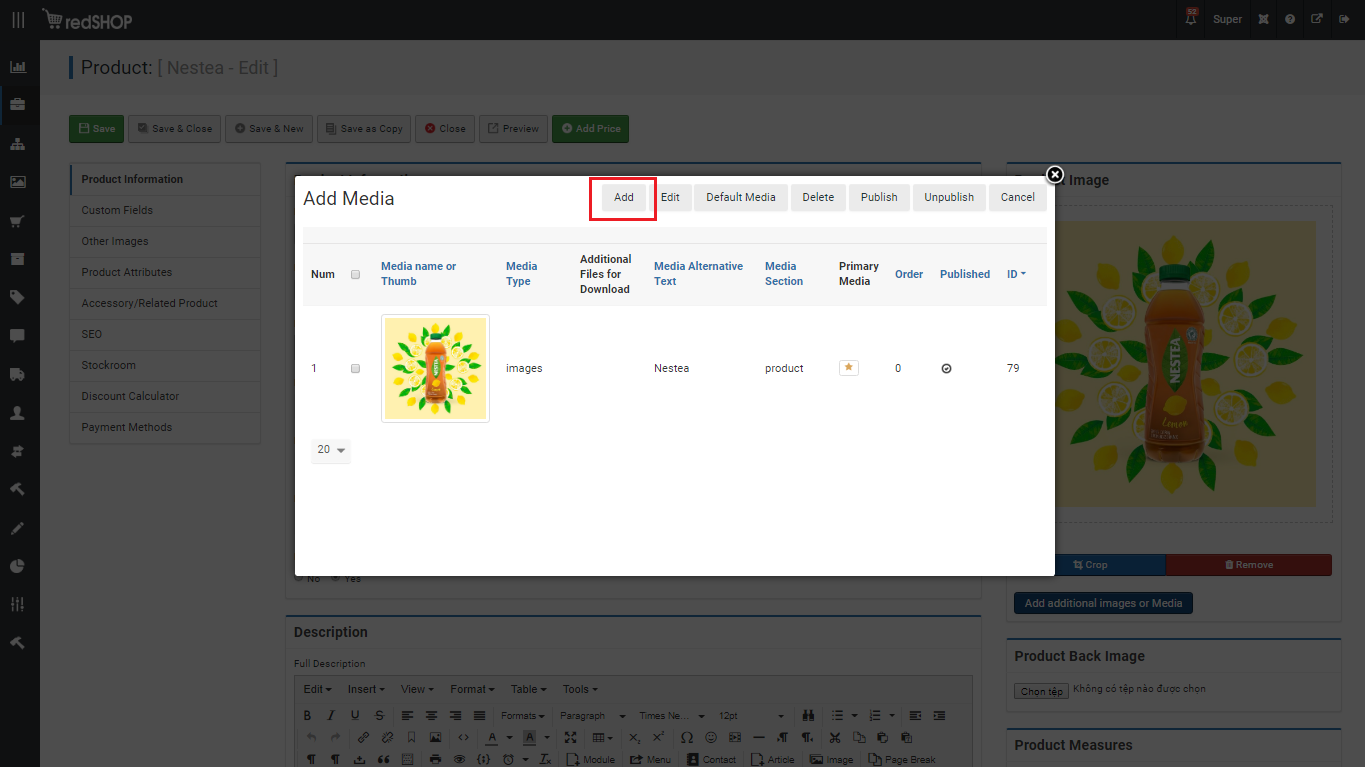 redSHOP
52
Super
Product: [ Nestea - Edit ]
Save
Save & Close
Save & New
Save as Copy
Close
Preview
Add Price
Product Information
Custom Fields
Other Images
Product Attributes
Accessory/Related Product
SEO
Stockroom
Discount Calculator
Payment Methods
Add Media
Add
Edit
Default Media
Delete
Publish
Unpublish
Cancel
Num
Media name or
Thumb
Media
Type
Additional
Files for
Download
Media Alternative
Text
Media
Section
Primary
Media
Order
Published
ID
1
NESTEA
images
Nestea
product
0
79
20
No
Yes
Description
Full Description
Edit
Insert
View
Format
Table
Tools
Formats
Paragraph
Times Ne...
12pt
Module
Menu
Contact
Article
Image
Page Break
NESTEA
Lemon
Crop
Remove
Add additional images or Media
Product Back Image
Chọn tệp
Không có tệp nào được chọn
Product Measures